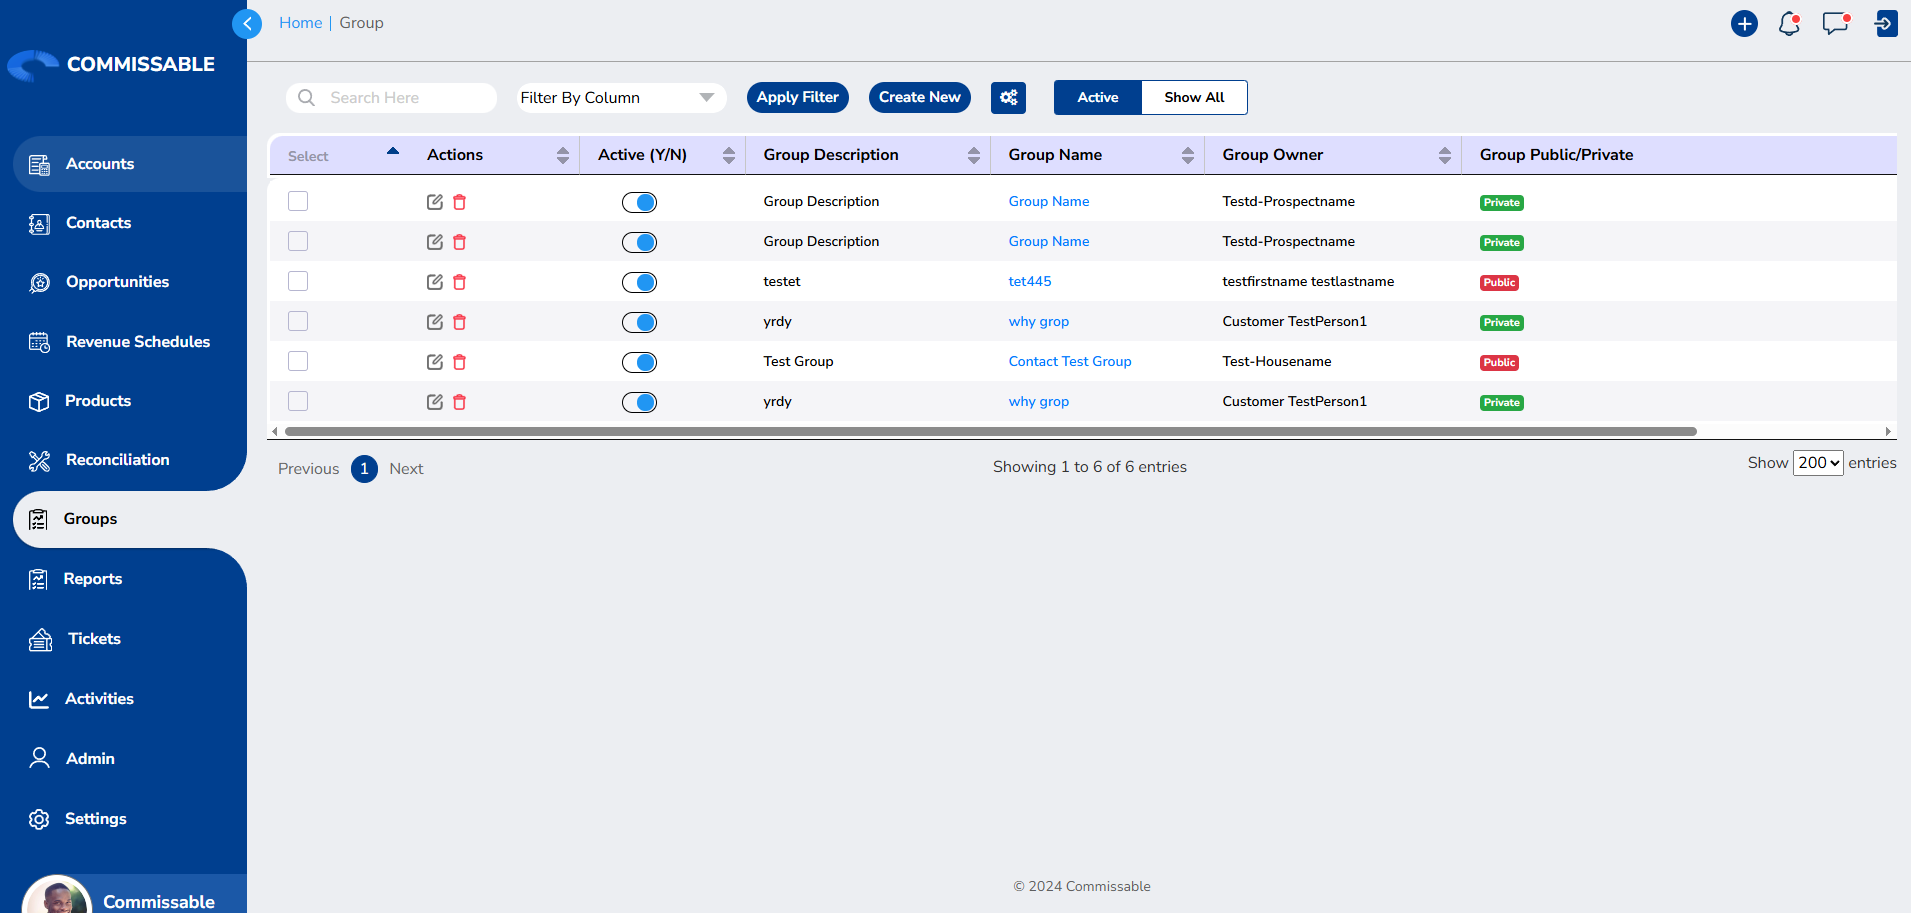 Home | Group
COMMISSABLE
Search Here
Filter By Column
Apply Filter
Create New
Active
Show All
Accounts
Contacts
Opportunities
Revenue Schedules
Products
Reconciliation
Groups
Reports
Tickets
Activities
Admin
Settings
Commissable
Select Actions Active (Y/N) Group Description Group Name Group Owner Group Public/Private
Group Description Group Name Testd-Prospectname Private
Group Description Group Name Testd-Prospectname Private
testet tet445 testfirstname testlastname Public
yrdy why grop Customer TestPerson1 Private
Test Group Contact Test Group Test-Housename Public
yrdy why grop Customer TestPerson1 Private
Previous 1 Next
Showing 1 to 6 of 6 entries
Show 200 entries
© 2024 Commissable